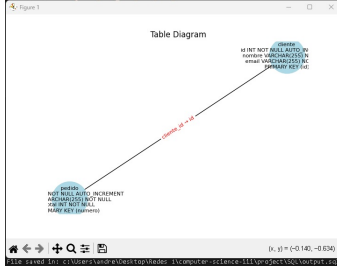 Figure 1
Table Diagram
cliente
id INT NOT NULL AUTO_IN
nombre VARCHAR(255) N
email VARCHAR(255) NO
PRIMARY KEY (id)
cliente_id → id
pedido
NOT NULL AUTO_INCREMENT
ARCHAR(255) NOT NULL
tal INT NOT NULL
MARY KEY (numero)
(x, y) = (−0.140, −0.634)
File saved in: c:\Users\andre\Desktop\Redes 1\computer-science-111\project\SQL\output.sq